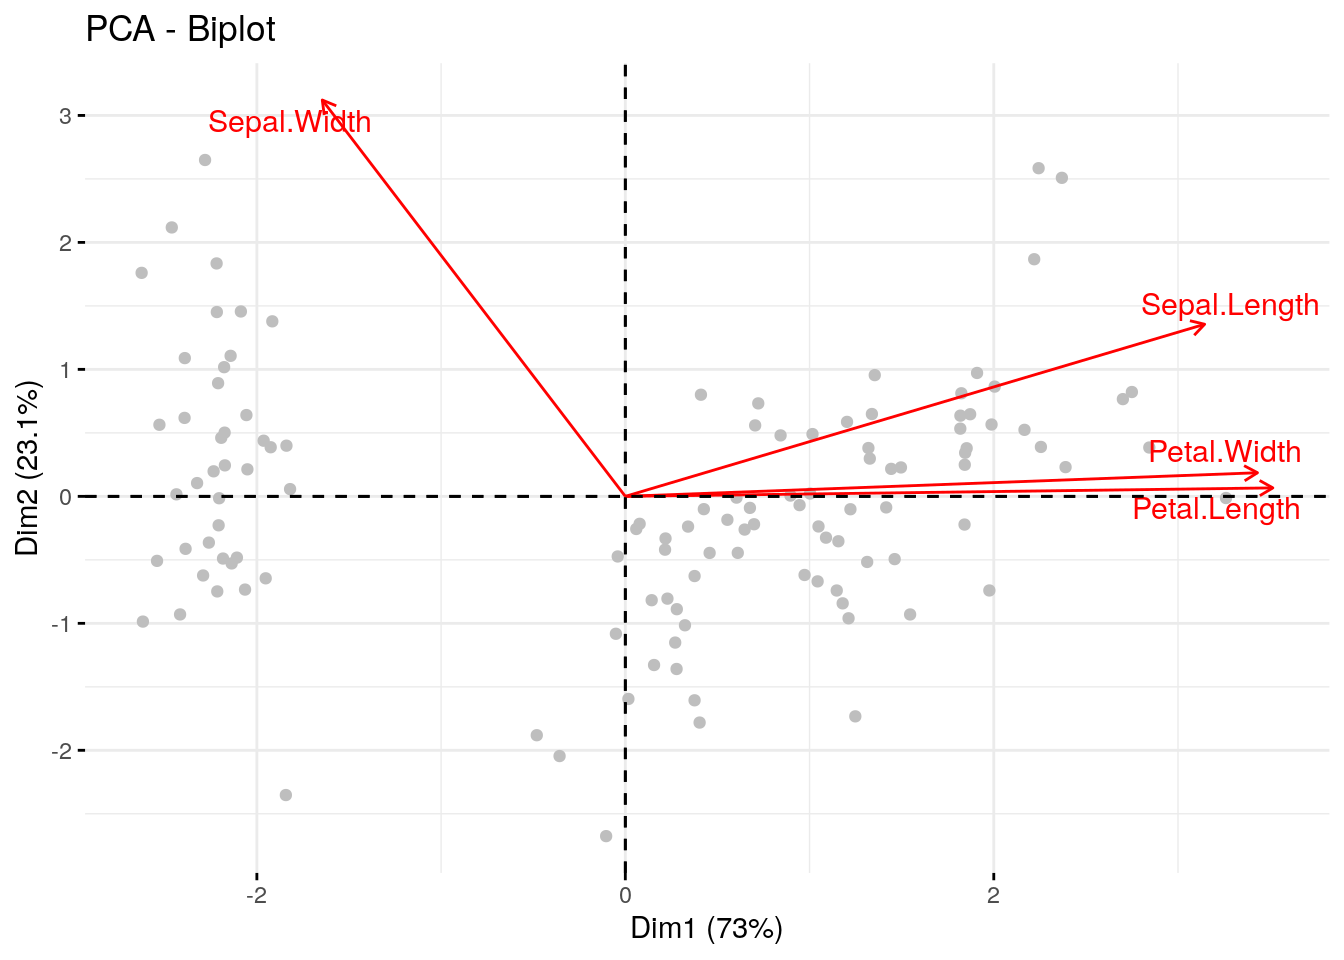 PCA - Biplot
Sepal.Width
Sepal.Length
Petal.Width
Petal.Length
Dim2 (23.1%)
3
2
1
0
-1
-2
-2
0
2
Dim1 (73%)